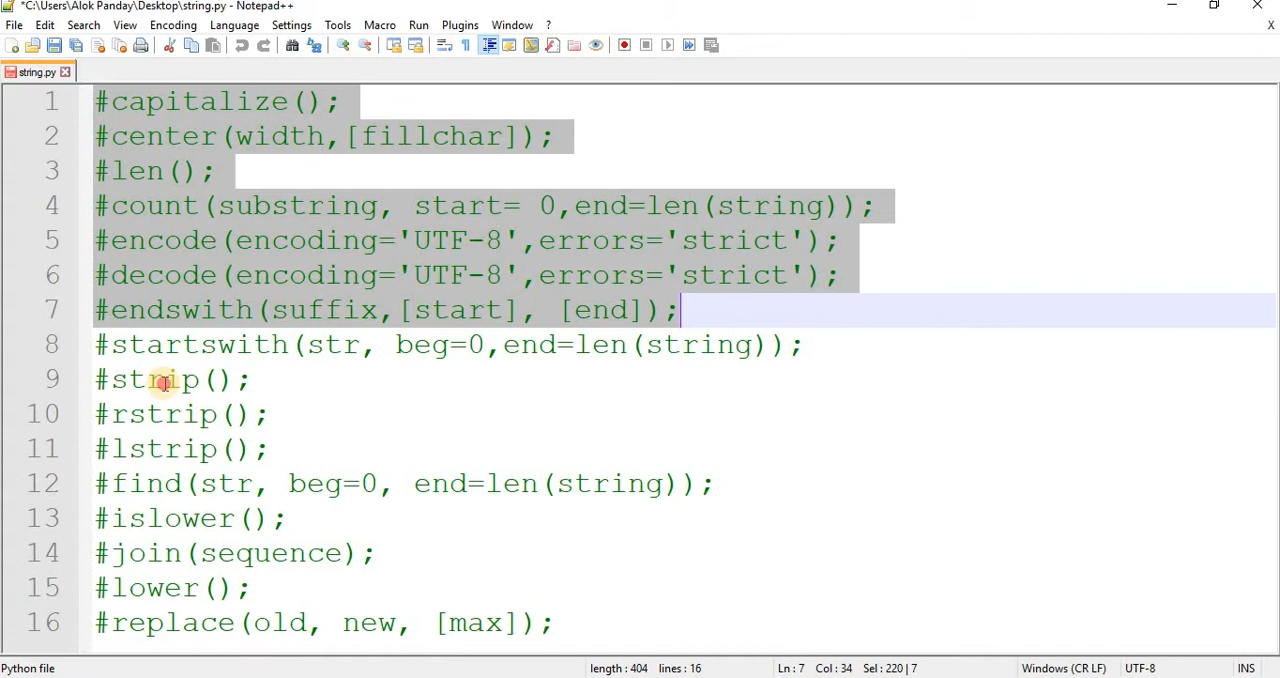 *C:\Users\Alok Panday\Desktop\string.py - Notepad++
File Edit Search View Encoding Language Settings Tools Macro Run Plugins Window ?
X
string.py
1 #capitalize();
2 #center(width,[fillchar]);
3 #len();
4 #count(substring, start= 0,end=len(string));
5 #encode(encoding='UTF-8',errors='strict');
6 #decode(encoding='UTF-8',errors='strict');
7 #endswith(suffix,[start], [end]);
8 #startswith(str, beg=0,end=len(string));
9 #strip();
10 #rstrip();
11 #lstrip();
12 #find(str, beg=0, end=len(string));
13 #islower();
14 #join(sequence);
15 #lower();
16 #replace(old, new, [max]);
Python file length : 404 lines : 16 Ln : 7 Col : 34 Sel : 220 | 7 Windows (CR LF) UTF-8 INS